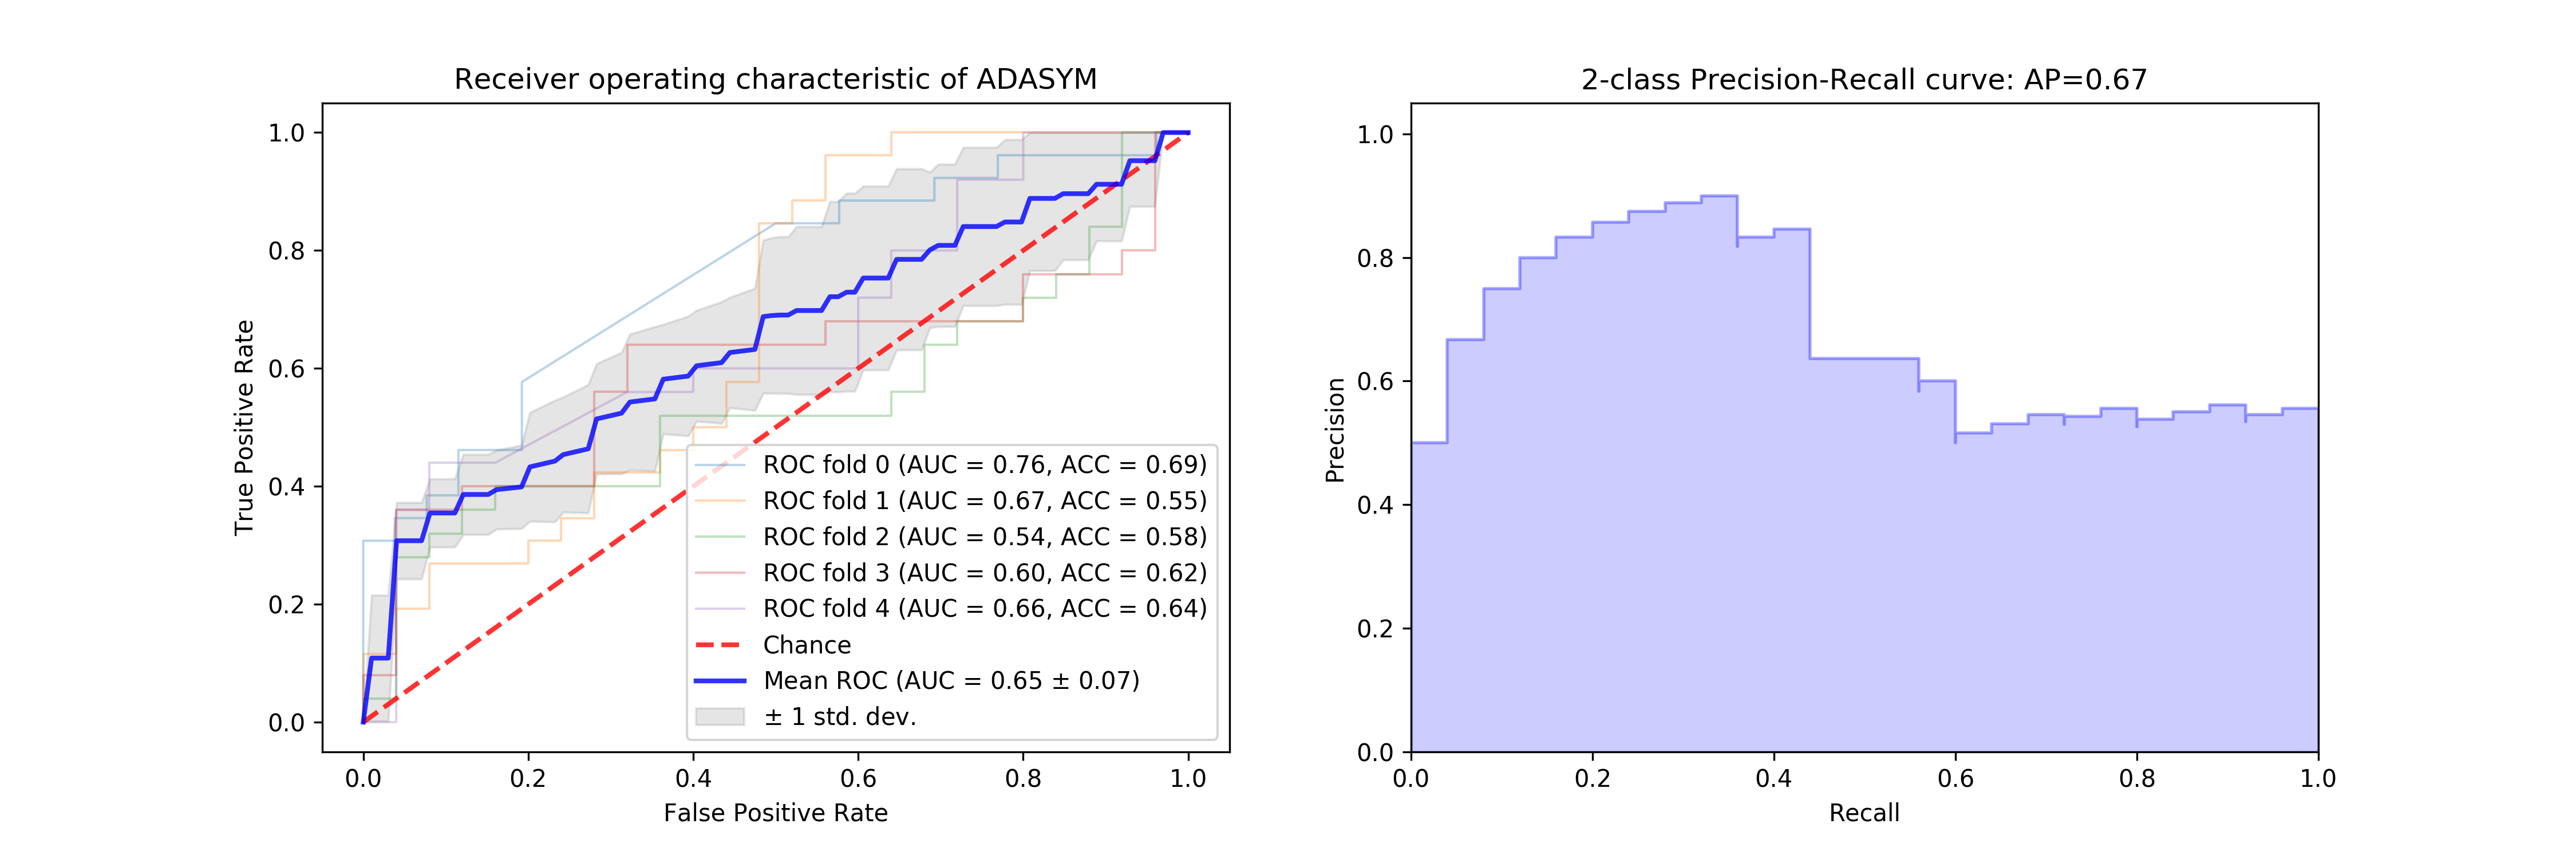 Receiver operating characteristic of ADASYM
1.0
0.8
0.6
0.4
0.2
0.0
True Positive Rate
0.0 0.2 0.4 0.6 0.8 1.0
False Positive Rate
ROC fold 0 (AUC = 0.76, ACC = 0.69)
ROC fold 1 (AUC = 0.67, ACC = 0.55)
ROC fold 2 (AUC = 0.54, ACC = 0.58)
ROC fold 3 (AUC = 0.60, ACC = 0.62)
ROC fold 4 (AUC = 0.66, ACC = 0.64)
Chance
Mean ROC (AUC = 0.65 ± 0.07)
± 1 std. dev.
2-class Precision-Recall curve: AP=0.67
1.0
0.8
0.6
0.4
0.2
0.0
Precision
0.0 0.2 0.4 0.6 0.8 1.0
Recall